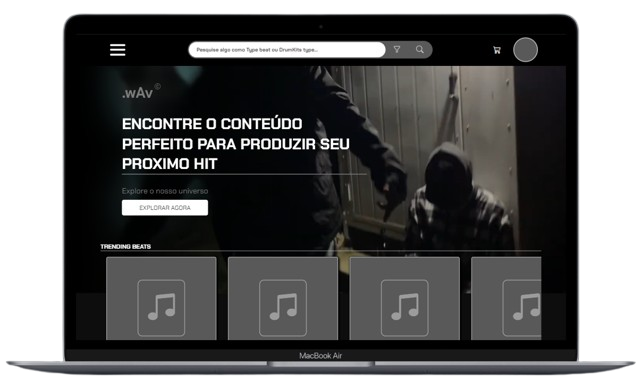 Pesquise algo como Type beat ou DrumKits type...
.wAv®
ENCONTRE O CONTEÚDO
PERFEITO PARA PRODUZIR SEU
PROXIMO HIT
Explore o nosso universo
EXPLORAR AGORA
TRENDING BEATS
MacBook Air